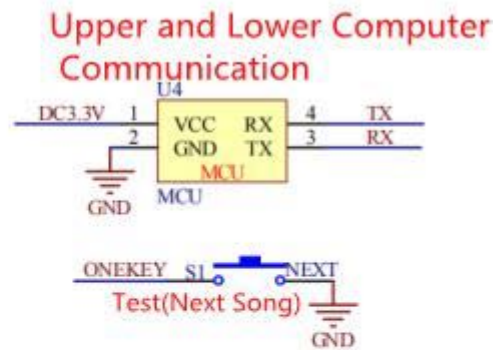 Upper and Lower Computer
Communication
U4
DC3.3V 1 VCC RX 4 TX
2 GND TX 3 RX
MCU
GND MCU
ONEKEY S1 NEXT
Test(Next Song)
GND